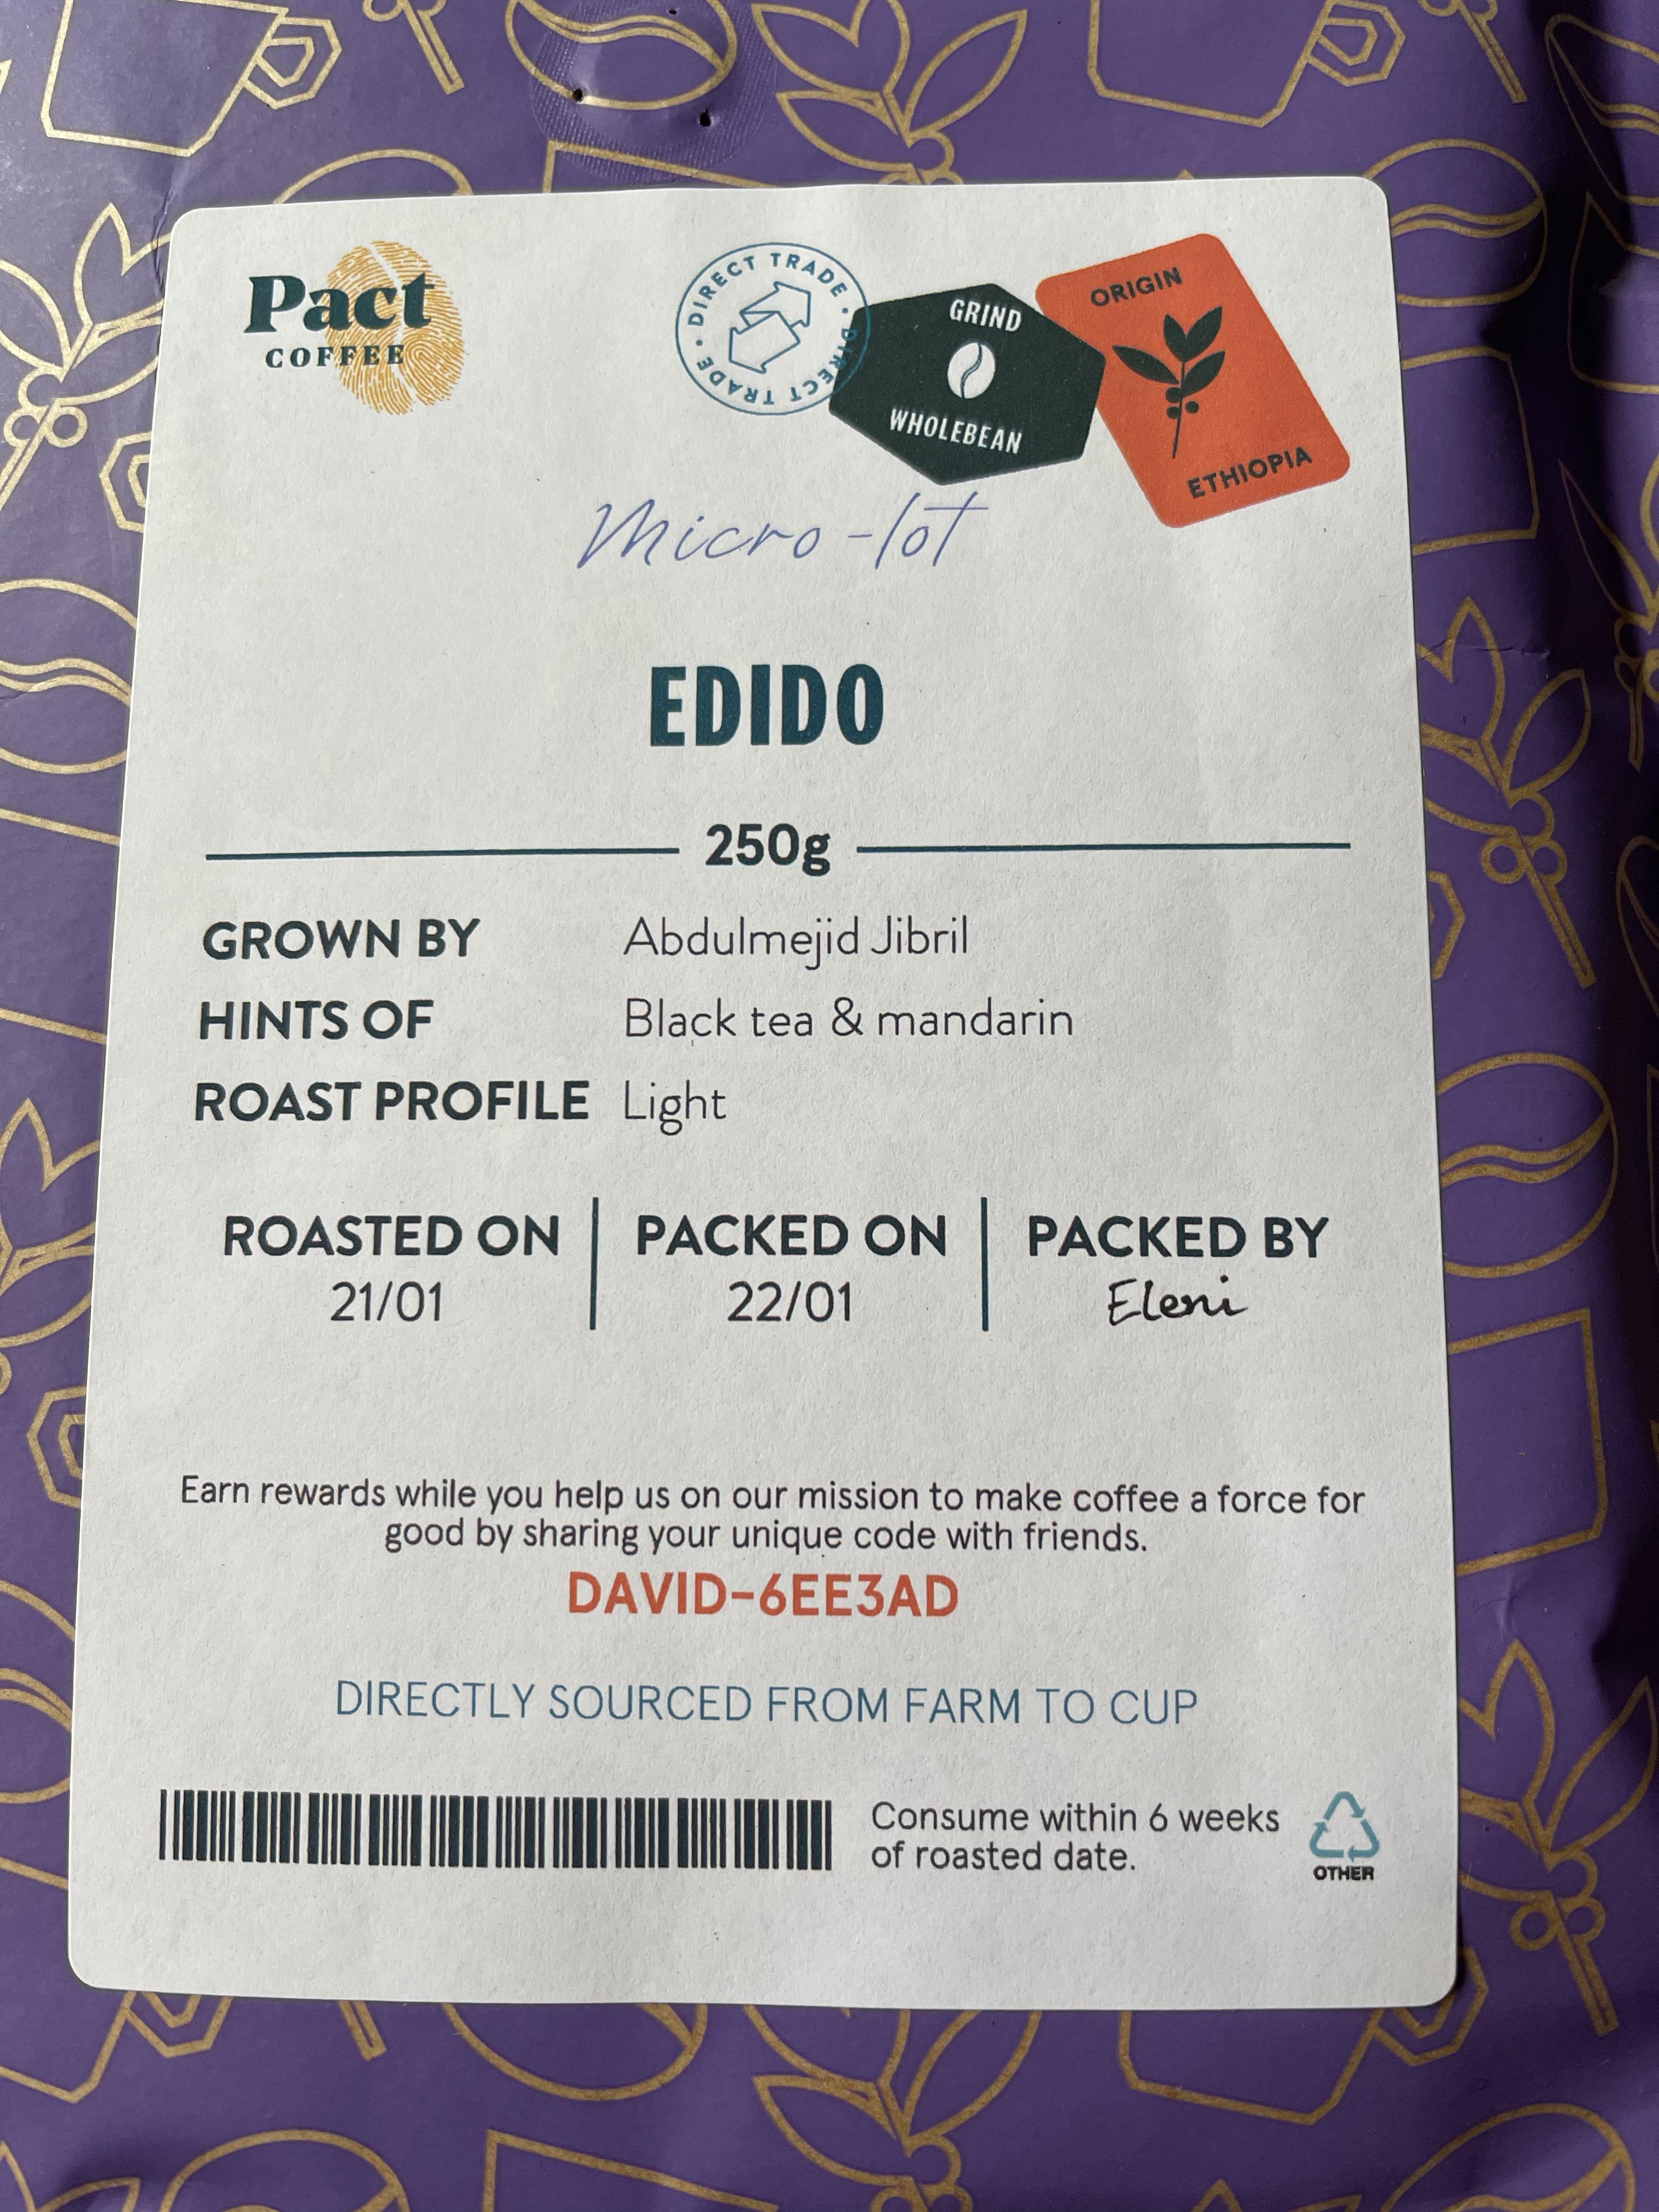 Pact
COFFEE
DIRECT TRADE • DIRECT TRADE •
GRIND
WHOLEBEAN
ORIGIN
ETHIOPIA
Micro-lot
EDIDO
250g
GROWN BY Abdulmejid Jibril
HINTS OF Black tea & mandarin
ROAST PROFILE Light
ROASTED ON PACKED ON PACKED BY
21/01 22/01 Eleni
Earn rewards while you help us on our mission to make coffee a force for
good by sharing your unique code with friends.
DAVID-6EE3AD
DIRECTLY SOURCED FROM FARM TO CUP
Consume within 6 weeks
of roasted date.
OTHER